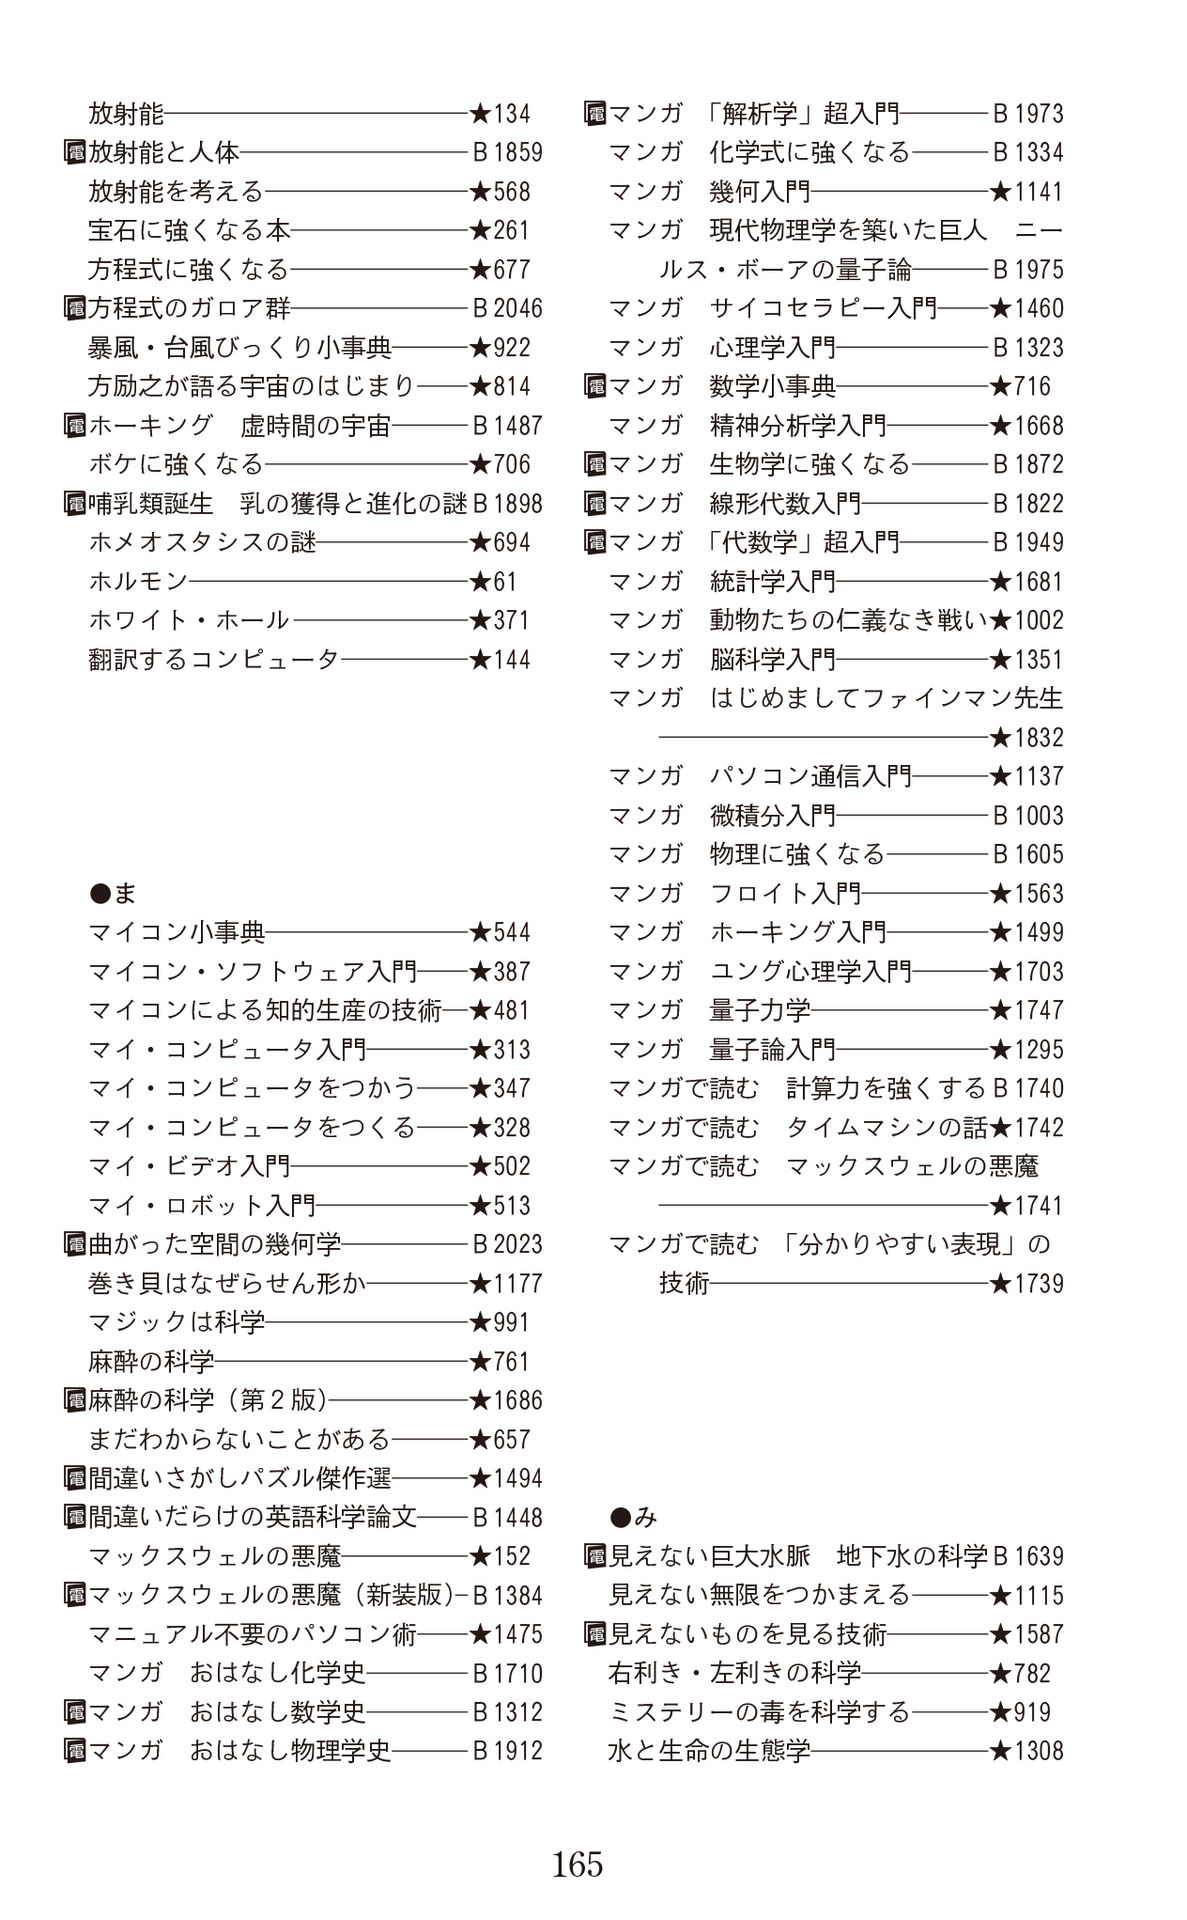 放射能――――――――――――★134
電放射能と人体―――――――――B1859
放射能を考える――――――――★568
宝石に強くなる本―――――――★261
方程式に強くなる―――――――★677
電方程式のガロア群―――――――B2046
暴風・台風びっくり小事典―――★922
方励之が語る宇宙のはじまり――★814
電ホーキング　虚時間の宇宙―――B1487
ボケに強くなる――――――――★706
電哺乳類誕生　乳の獲得と進化の謎B1898
ホメオスタシスの謎――――――★694
ホルモン―――――――――――★61
ホワイト・ホール―――――――★371
翻訳するコンピュータ―――――★144
●ま
マイコン小事典――――――――★544
マイコン・ソフトウェア入門――★387
マイコンによる知的生産の技術―★481
マイ・コンピュータ入門――――★313
マイ・コンピュータをつかう――★347
マイ・コンピュータをつくる――★328
マイ・ビデオ入門―――――――★502
マイ・ロボット入門――――――★513
電曲がった空間の幾何学―――――B2023
巻き貝はなぜらせん形か――――★1177
マジックは科学――――――――★991
麻酔の科学――――――――――★761
電麻酔の科学（第２版）―――――★1686
まだわからないことがある―――★657
電間違いさがしパズル傑作選―――★1494
電間違いだらけの英語科学論文――B1448
マックスウェルの悪魔―――――★152
電マックスウェルの悪魔（新装版）–B1384
マニュアル不要のパソコン術――★1475
マンガ　おはなし化学史――――B1710
電マンガ　おはなし数学史――――B1312
電マンガ　おはなし物理学史―――B1912
電マンガ　「解析学」超入門―――B1973
マンガ　化学式に強くなる―――B1334
マンガ　幾何入門―――――――★1141
マンガ　現代物理学を築いた巨人　ニー
ルス・ボーアの量子論―――B1975
マンガ　サイコセラピー入門――★1460
マンガ　心理学入門――――――B1323
電マンガ　数学小事典――――――★716
マンガ　精神分析学入門――――★1668
電マンガ　生物学に強くなる―――B1872
電マンガ　線形代数入門―――――B1822
電マンガ　「代数学」超入門―――B1949
マンガ　統計学入門――――――★1681
マンガ　動物たちの仁義なき戦い★1002
マンガ　脳科学入門――――――★1351
マンガ　はじめましてファインマン先生
―――――――――――――★1832
マンガ　パソコン通信入門―――★1137
マンガ　微積分入門――――――B1003
マンガ　物理に強くなる――――B1605
マンガ　フロイト入門―――――★1563
マンガ　ホーキング入門――――★1499
マンガ　ユング心理学入門―――★1703
マンガ　量子力学―――――――★1747
マンガ　量子論入門――――――★1295
マンガで読む　計算力を強くするB1740
マンガで読む　タイムマシンの話★1742
マンガで読む　マックスウェルの悪魔
―――――――――――――★1741
マンガで読む　「分かりやすい表現」の
技術―――――――――――★1739
●み
電見えない巨大水脈　地下水の科学B1639
見えない無限をつかまえる―――★1115
電見えないものを見る技術――――★1587
右利き・左利きの科学―――――★782
ミステリーの毒を科学する―――★919
水と生命の生態学―――――――★1308
165